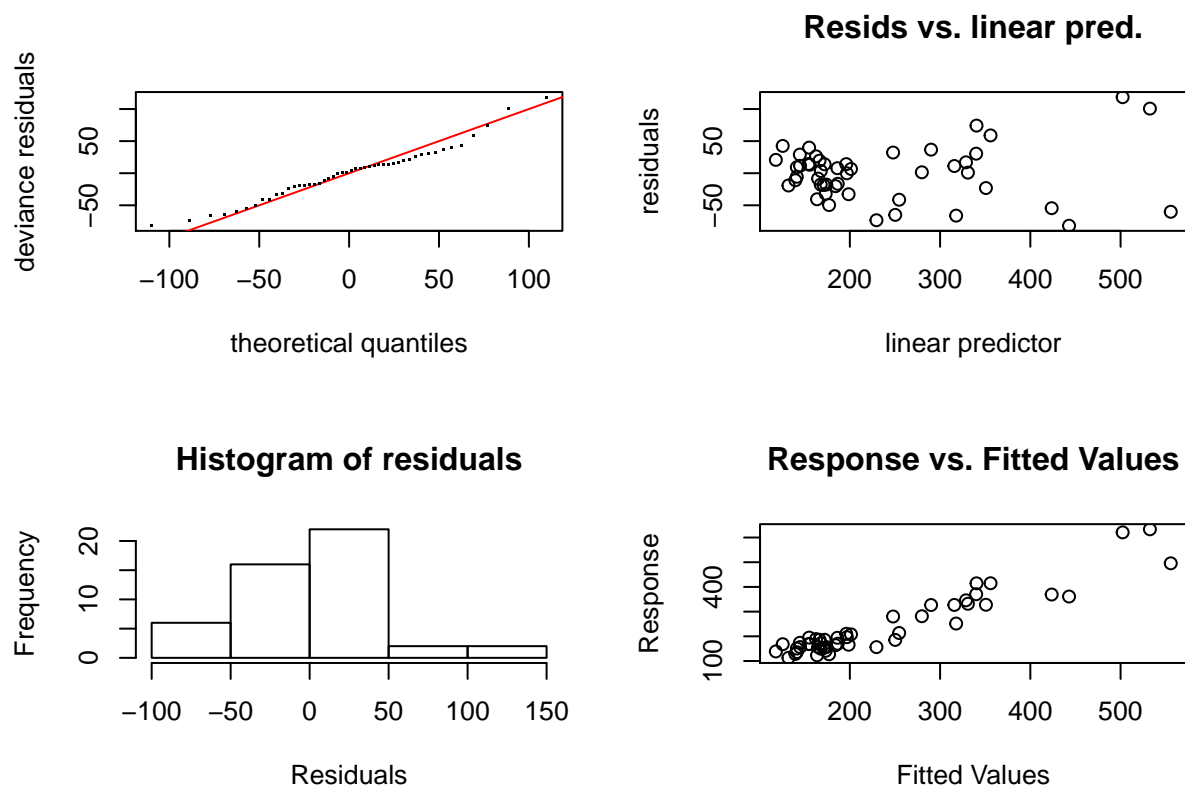 deviance residuals
50
−50
−100
−50
0
50
100
theoretical quantiles
Resids vs. linear pred.
residuals
50
−50
200
300
400
500
linear predictor
Histogram of residuals
Frequency
20
10
0
−100
−50
0
50
100
150
Residuals
Response vs. Fitted Values
Response
400
100
200
300
400
500
Fitted Values